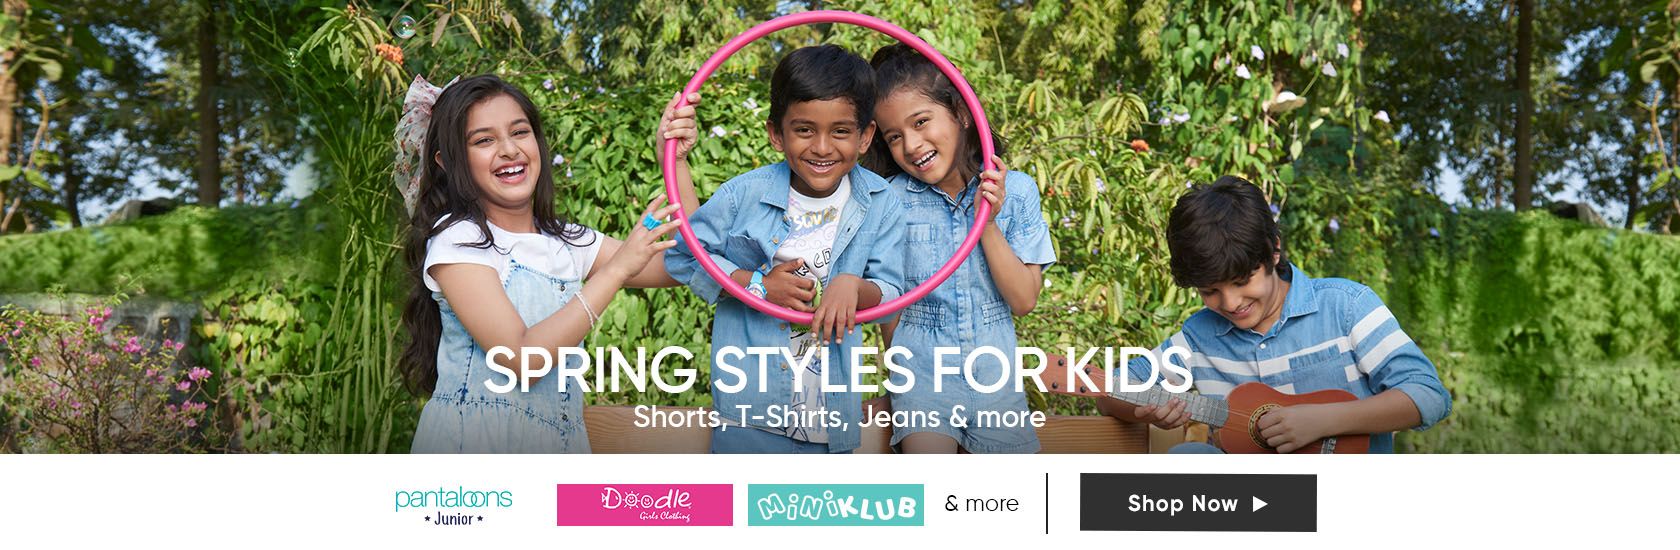 SPRING STYLES FOR KIDS
Shorts, T-Shirts, Jeans & more
pantaloons
★ Junior ★
Doodle
Girls Clothing
MiNiKLUB
& more
Shop Now ▶